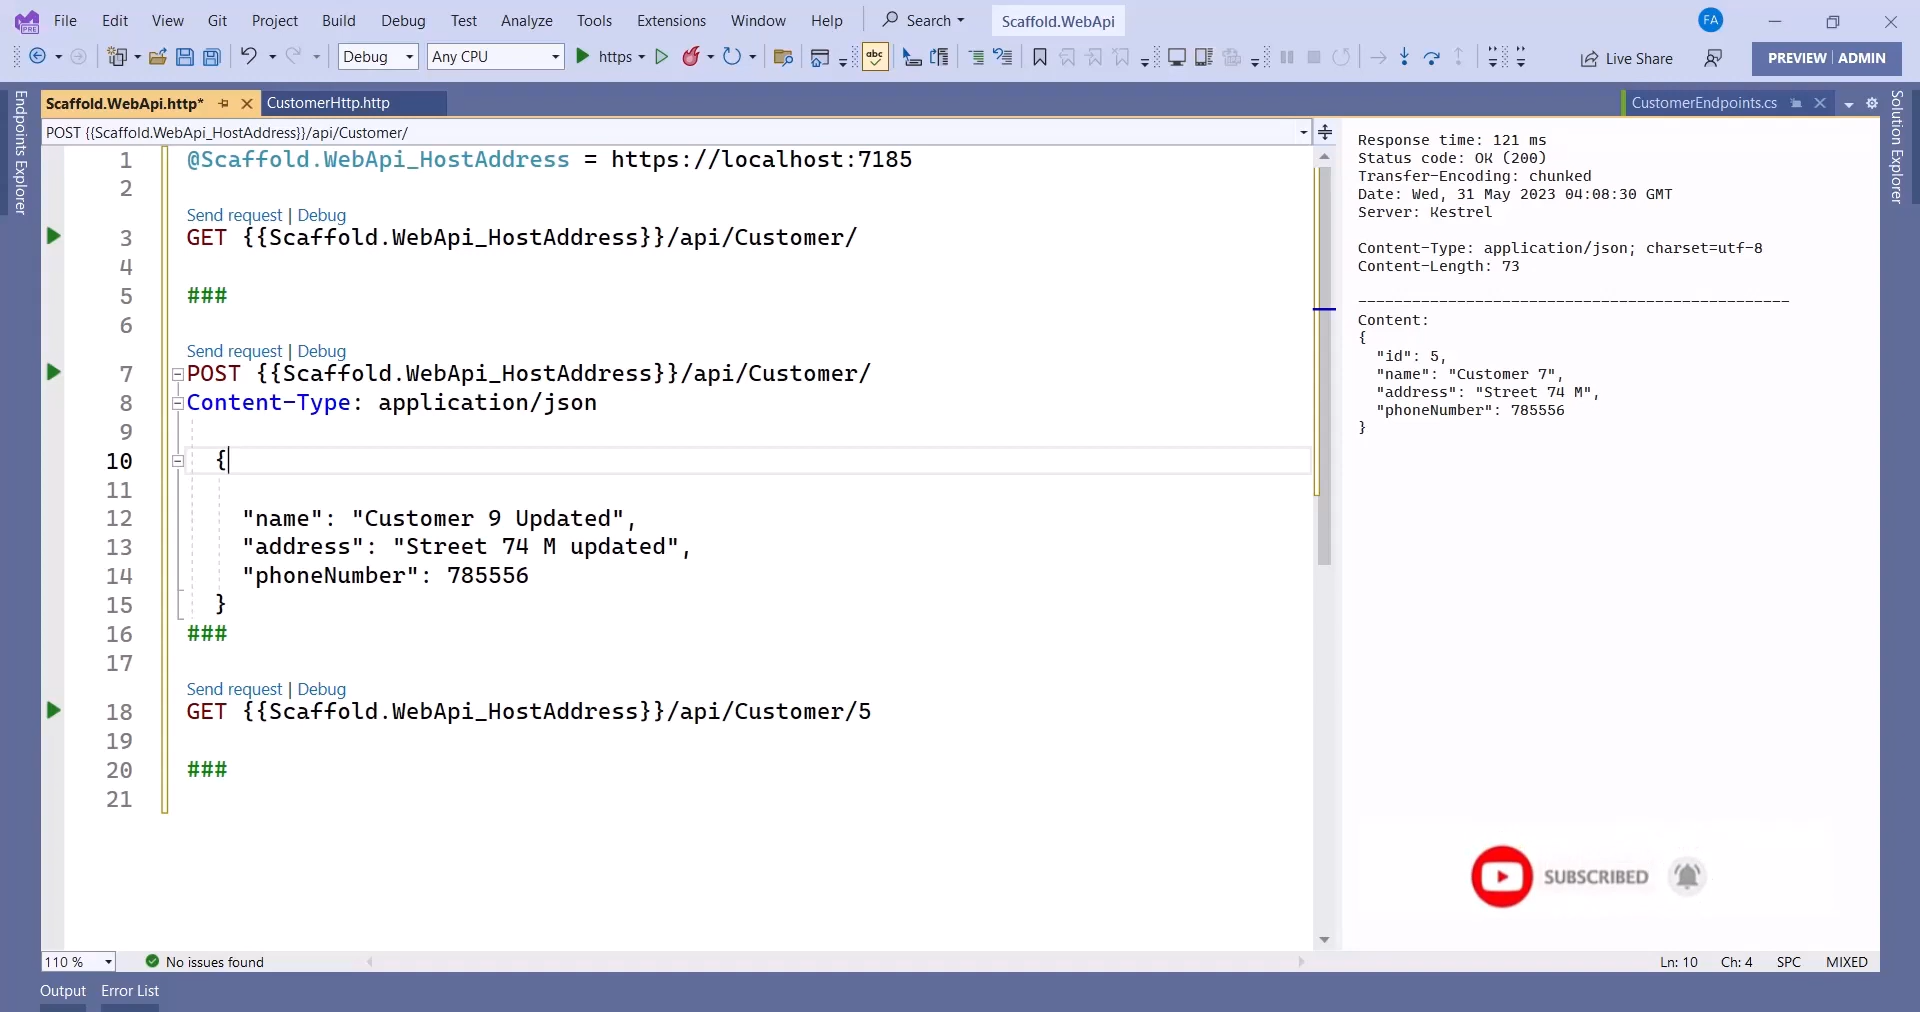 File Edit View Git Project Build Debug Test Analyze Tools Extensions Window Help Search Scaffold.WebApi FA
Debug Any CPU https abc Live Share PREVIEW ADMIN
PRE
Endpoints Explorer
Scaffold.WebApi.http* CustomerHttp.http CustomerEndpoints.cs
Solution Explorer
POST {{Scaffold.WebApi_HostAddress}}/api/Customer/
1 @Scaffold.WebApi_HostAddress = https://localhost:7185
2
Send request | Debug
3 GET {{Scaffold.WebApi_HostAddress}}/api/Customer/
4
5 ###
6
Send request | Debug
7 POST {{Scaffold.WebApi_HostAddress}}/api/Customer/
8 Content-Type: application/json
9
10 {
11
12 "name": "Customer 9 Updated",
13 "address": "Street 74 M updated",
14 "phoneNumber": 785556
15 }
16 ###
17
Send request | Debug
18 GET {{Scaffold.WebApi_HostAddress}}/api/Customer/5
19
20 ###
21
Response time: 121 ms
Status code: OK (200)
Transfer-Encoding: chunked
Date: Wed, 31 May 2023 04:08:30 GMT
Server: Kestrel
Content-Type: application/json; charset=utf-8
Content-Length: 73
------------------------------------------------
Content:
{
"id": 5,
"name": "Customer 7",
"address": "Street 74 M",
"phoneNumber": 785556
}
SUBSCRIBED
110 % No issues found Ln: 10 Ch: 4 SPC MIXED
Output Error List